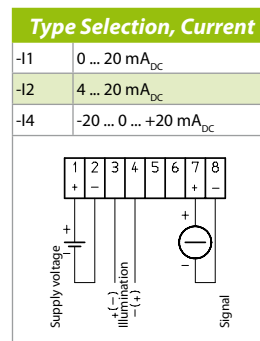 Type Selection, Current
-I1 0 ... 20 mADC
-I2 4 ... 20 mADC
-I4 -20 ... 0 ... +20 mADC
1 2 3 4 5 6 7 8
+ − + −
+ +
− −
Supply voltage
+(−)
Illumination
−(+)
Signal